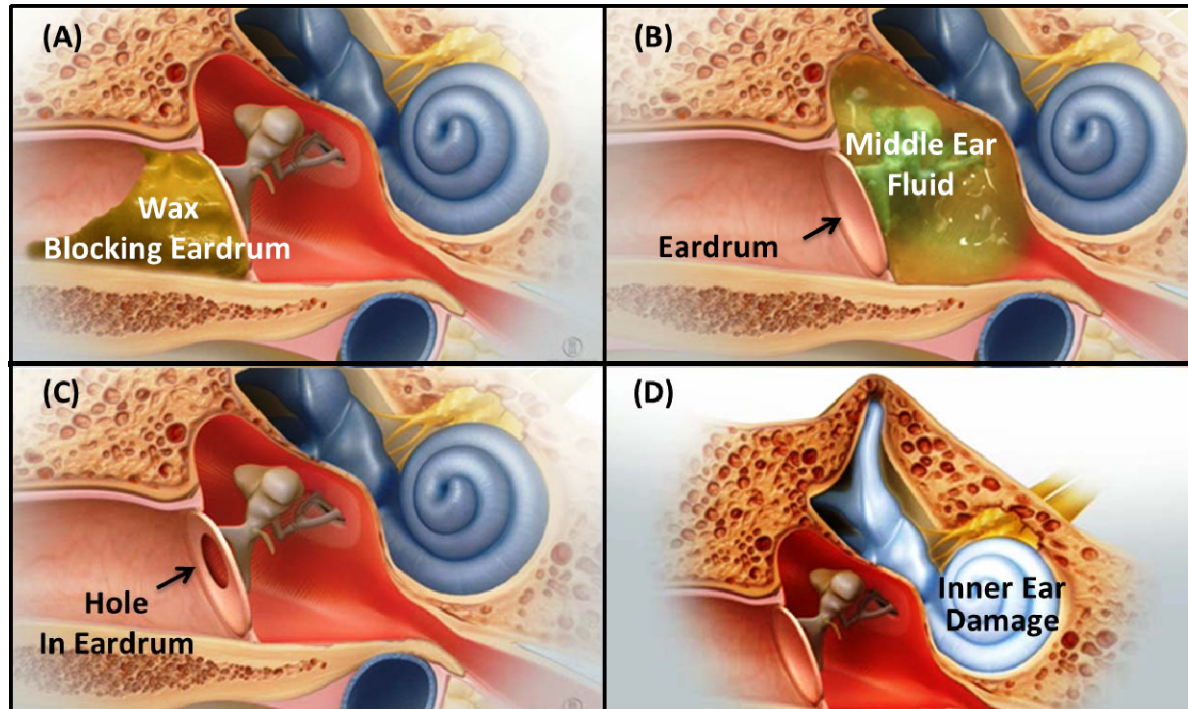 (A)
Wax
Blocking Eardrum
(B)
Middle Ear
Fluid
Eardrum
(C)
Hole
In Eardrum
(D)
Inner Ear
Damage